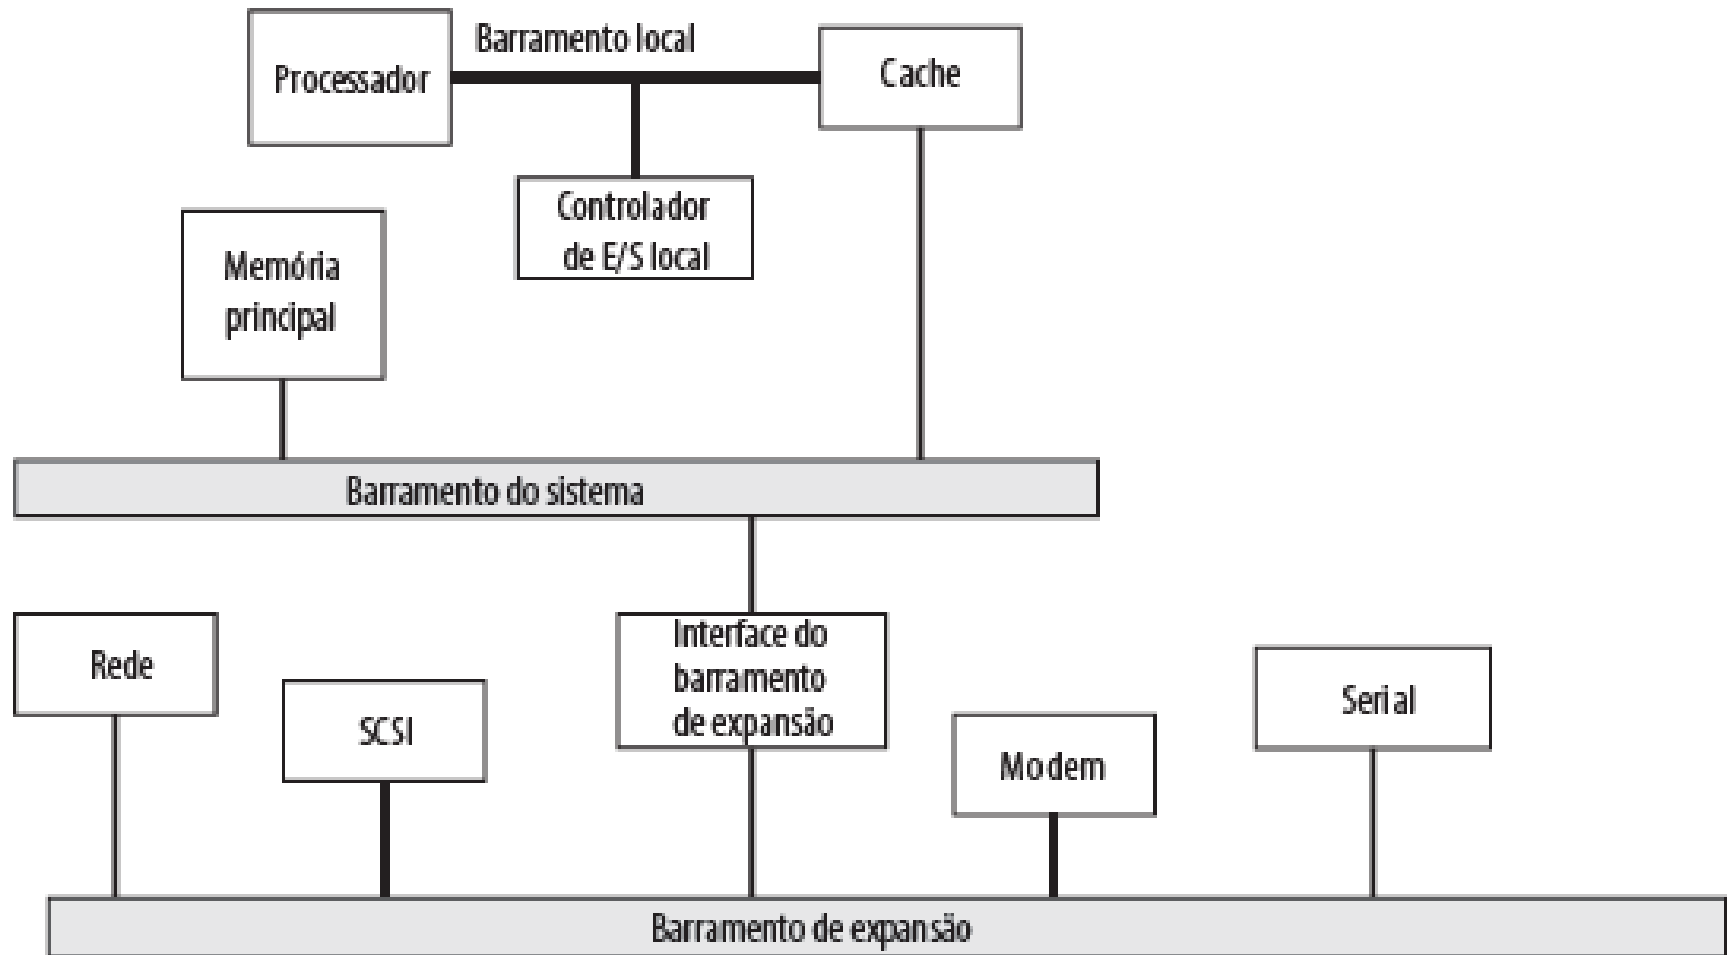 Barramento local
Processador
Cache
Controlador
de E/S local
Memória
principal
Barramento do sistema
Rede
SCSI
Interface do
barramento
de expansão
Modem
Serial
Barramento de expansão